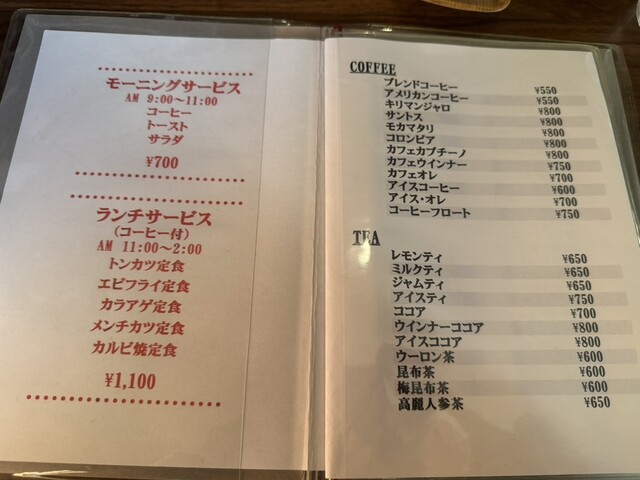 モーニングサービス
AM 9:00～11:00
コーヒー
トースト
サラダ
¥700
ランチサービス
(コーヒー付)
AM 11:00～2:00
トンカツ定食
エビフライ定食
カラアゲ定食
メンチカツ定食
カルビ焼定食
¥1,100
COFFEE
ブレンドコーヒー ¥550
アメリカンコーヒー ¥550
キリマンジャロ ¥800
サントス ¥800
モカマタリ ¥800
コロンビア ¥800
カフェカプチーノ ¥800
カフェウインナー ¥750
カフェオレ ¥700
アイスコーヒー ¥600
アイス・オレ ¥700
コーヒーフロート ¥750
TEA
レモンティ ¥650
ミルクティ ¥650
ジャムティ ¥650
アイスティ ¥750
ココア ¥700
ウインナーココア ¥800
アイスココア ¥800
ウーロン茶 ¥600
昆布茶 ¥600
梅昆布茶 ¥600
高麗人参茶 ¥650